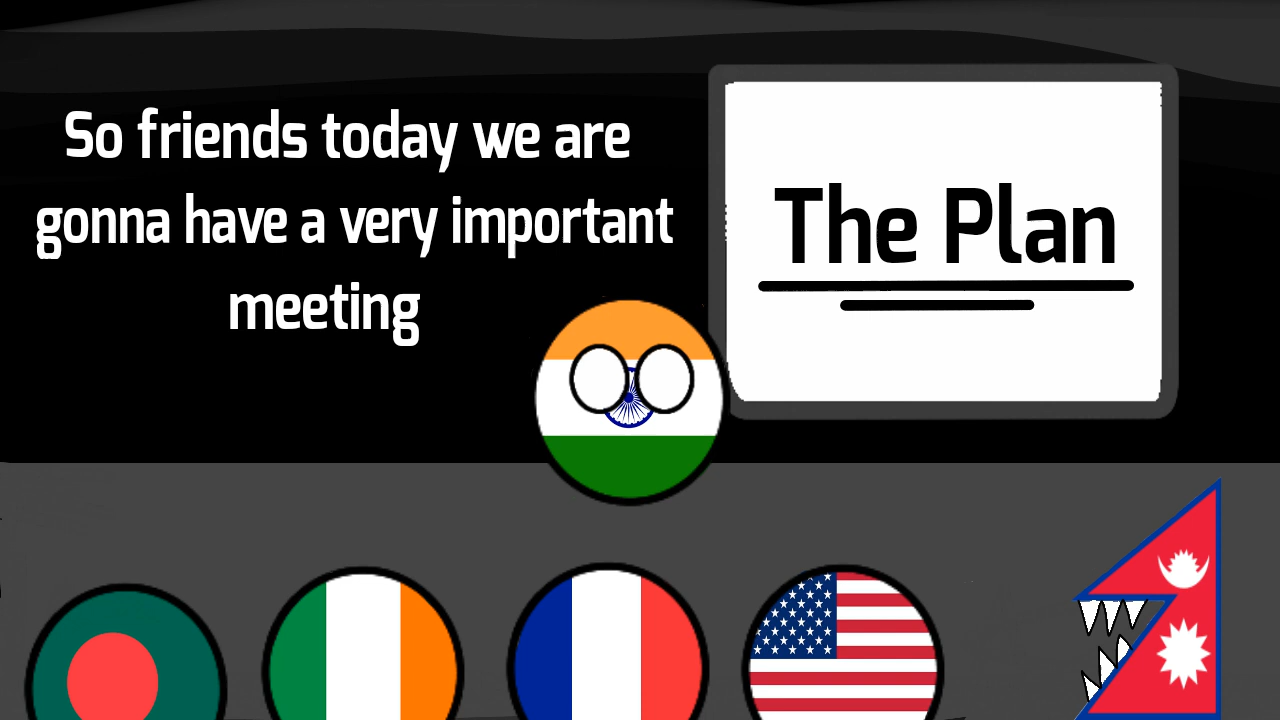 So friends today we are
gonna have a very important
meeting
The Plan